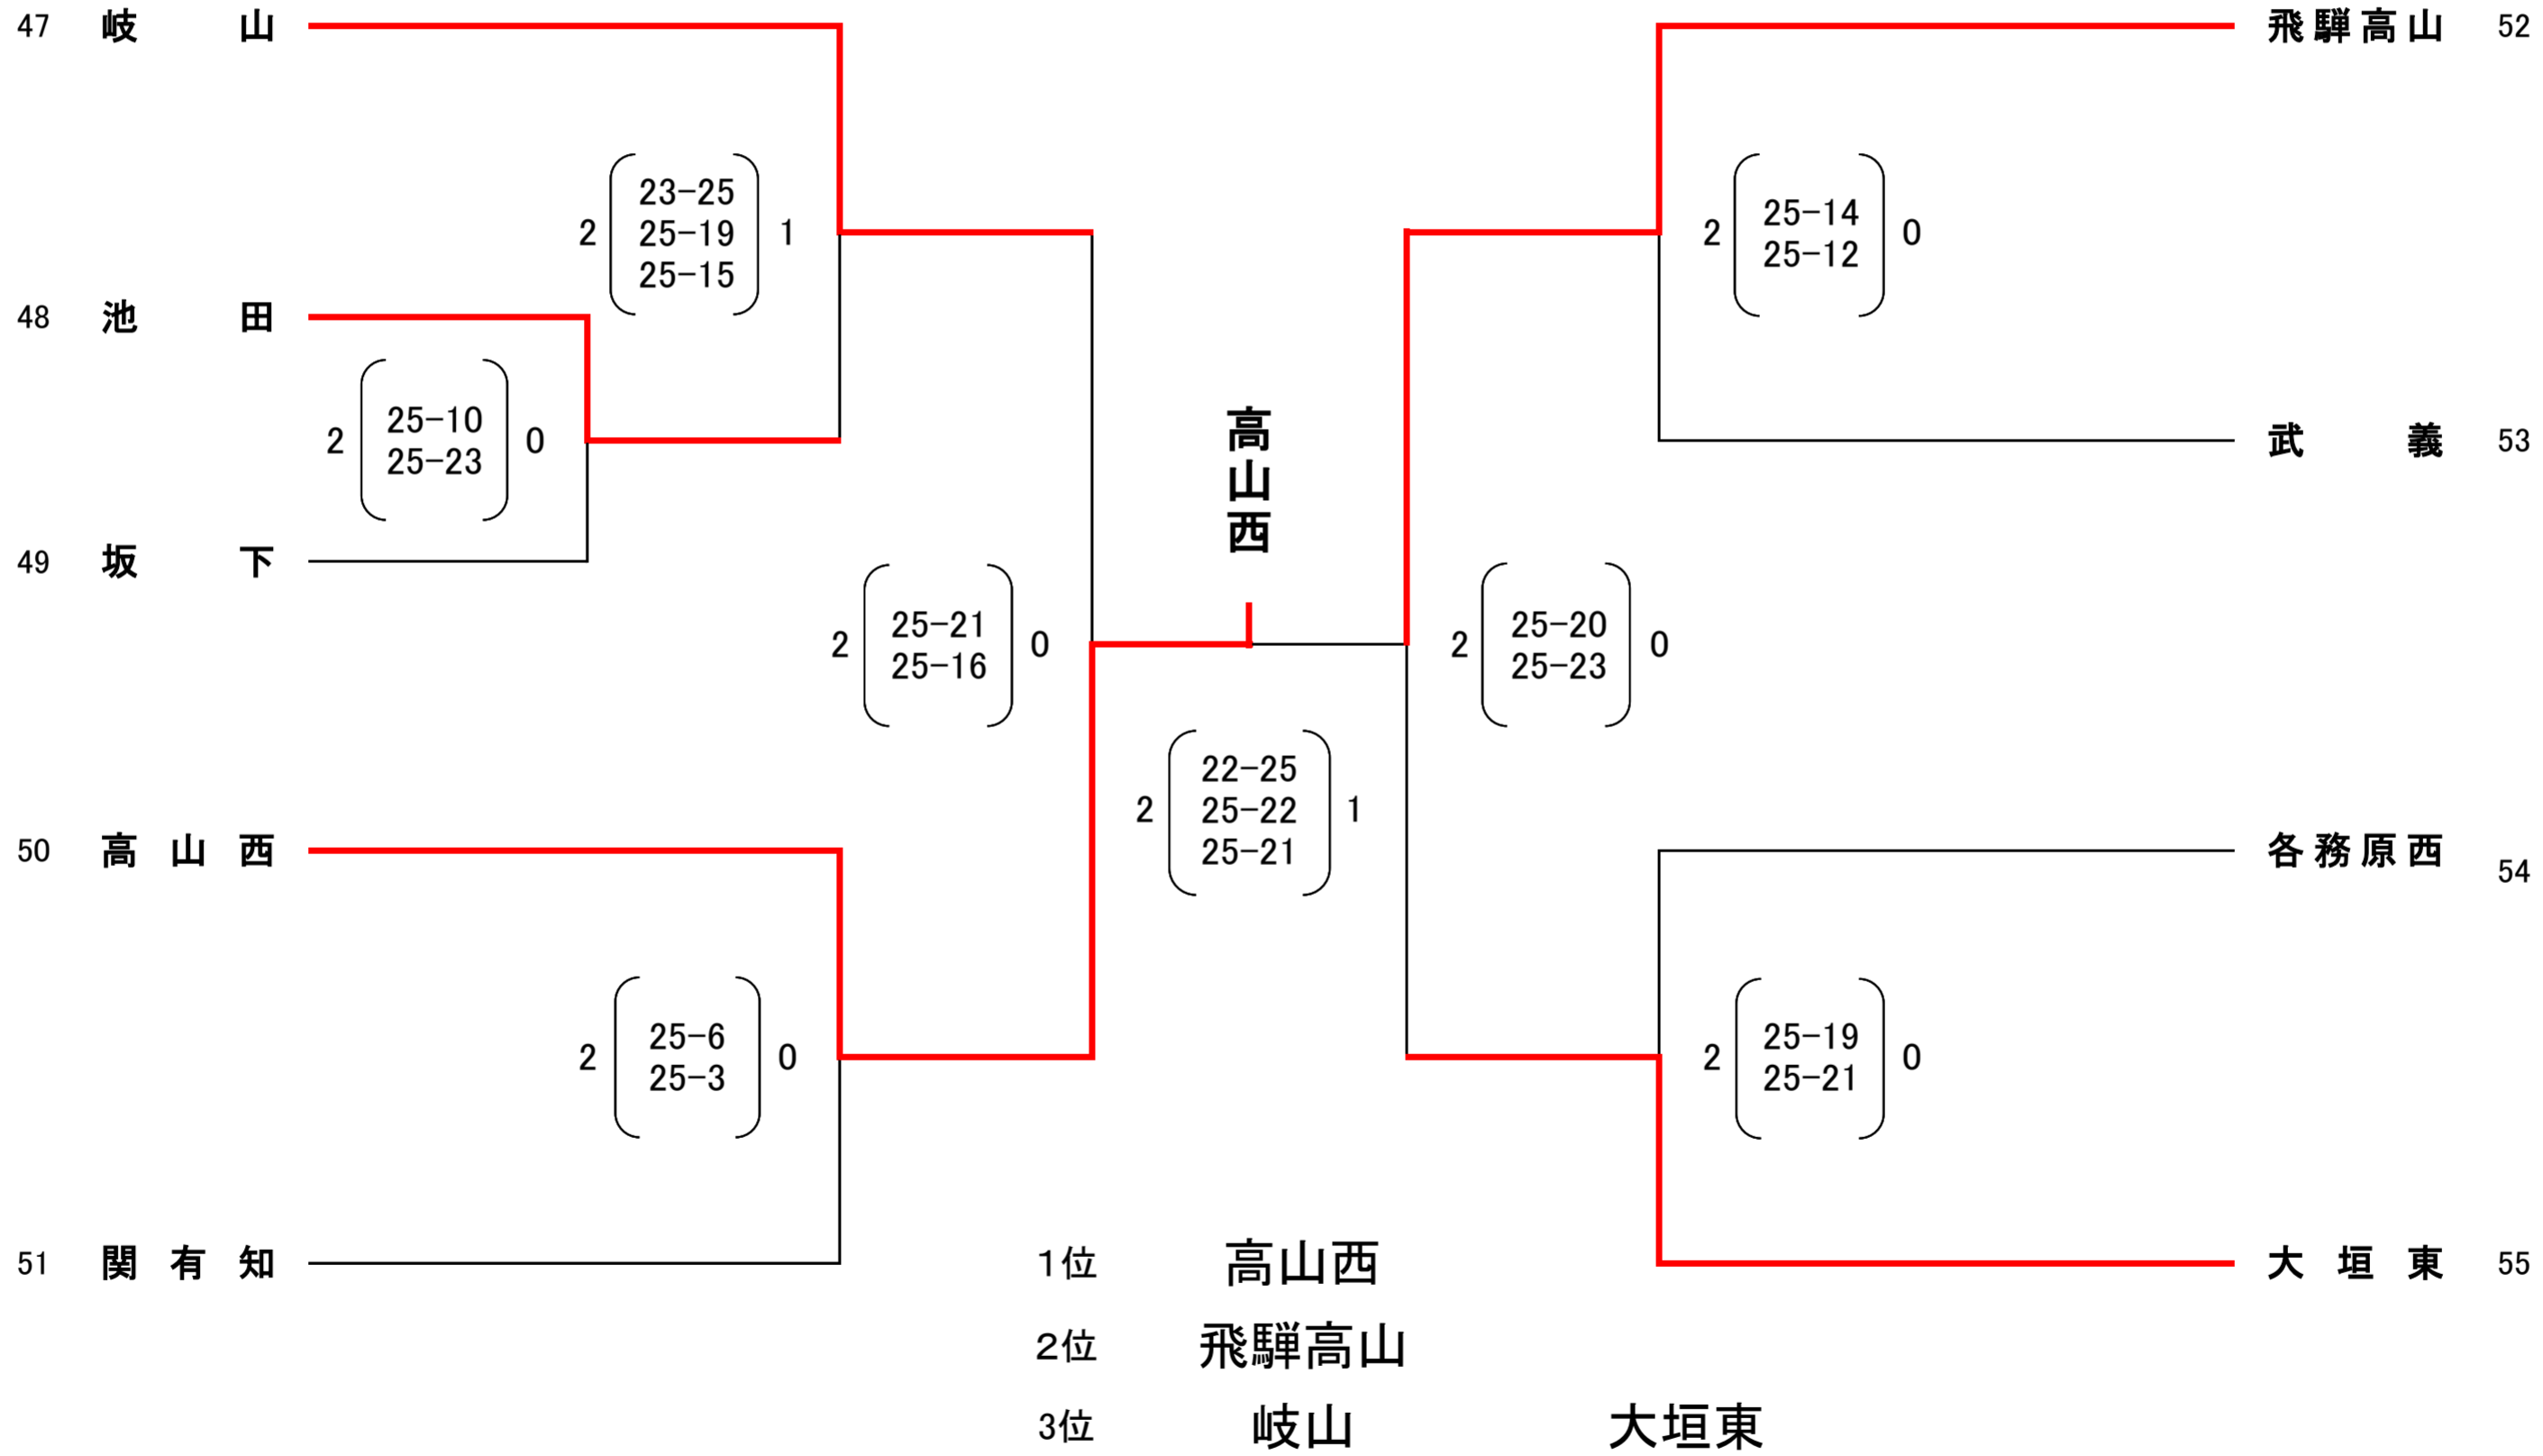 47 岐山
飛騨高山 52
2 23-25 25-19 25-15 1
2 25-14 25-12 0
48 池田
2 25-10 25-23 0
武義 53
高山西
49 坂下
2 25-21 25-16 0
2 25-20 25-23 0
2 22-25 25-22 25-21 1
50 高山西
各務原西 54
2 25-6 25-3 0
2 25-19 25-21 0
51 関有知
大垣東 55
1位 高山西
2位 飛騨高山
3位 岐山 大垣東